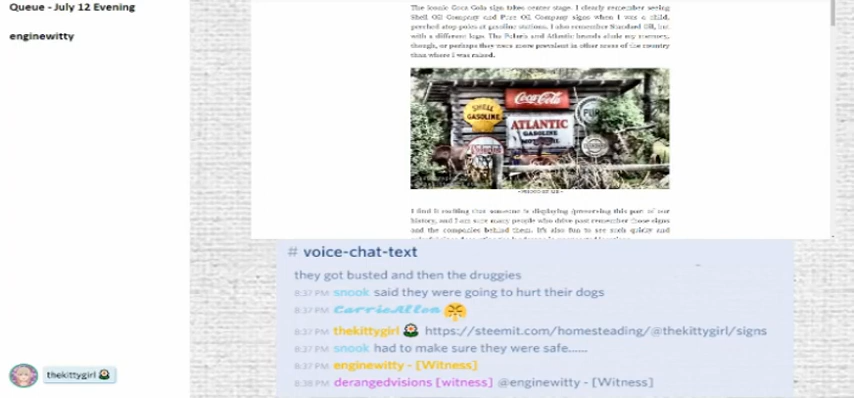 Queue - July 12 Evening
enginewitty
The iconic Coca Cola sign takes center stage. I clearly remember seeing
Shell Oil Company and Pure Oil Company signs when I was a child,
perched atop poles at gasoline stations. I also remember Standard Oil, but
with a different logo. The Polaris and Atlantic brands elude my memory,
though, or perhaps they were more prevalent in other areas of the country
than where I was raised.
Coca-Cola
SHELL
GASOLINE
PURE
ATLANTIC
GASOLINE
I find it exciting that someone is displaying/preserving this part of our
history, and I am sure many people who drive past remember those signs
and the companies behind them. It's also fun to see such quirky and
# voice-chat-text
they got busted and then the druggies
8:37 PM snook said they were going to hurt their dogs
8:37 PM CarrieAllen
8:37 PM thekittygirl https://steemit.com/homesteading/@thekittygirl/signs
8:37 PM snook had to make sure they were safe......
8:37 PM enginewitty - [Witness]
8:38 PM derangedvisions [witness] @enginewitty - [Witness]
thekittygirl